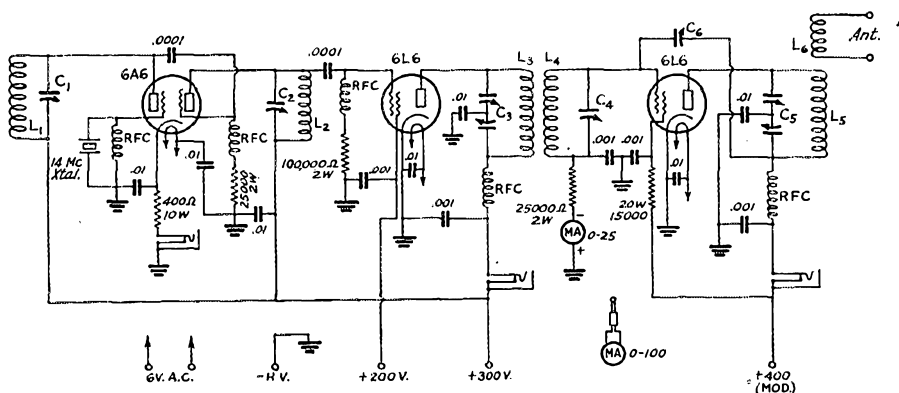 .0001
6A6
C1
L1
14 MC
Xtal.
RFC
.01
400Ω
10W
.01
RFC
25,000
2W
.01
C2
L2
.0001
6L6
RFC
100,000Ω
2W
.001
.01
.01
C3
L3
RFC
.001
L4
C4
.001
.001
25000Ω
2W
-
MA
0-25
+
20W
15000
C6
6L6
.01
.01
C5
L5
RFC
.001
L6
Ant.
MA
0-100
6V. A.C.
-H V.
+200V.
+300V.
+400
(MOD.)